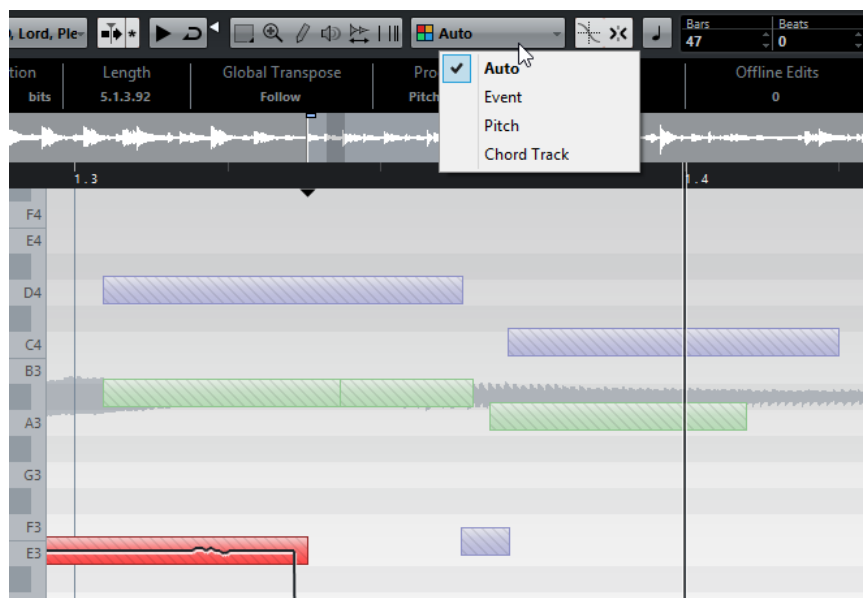 , Lord, Ple
*
Auto
Bars
Beats
47
0
tion
Length
Global Transpose
Pro
Offline Edits
bits
5.1.3.92
Follow
Pitch
0
Auto
Event
Pitch
Chord Track
1.3
1.4
F4
E4
D4
C4
B3
A3
G3
F3
E3